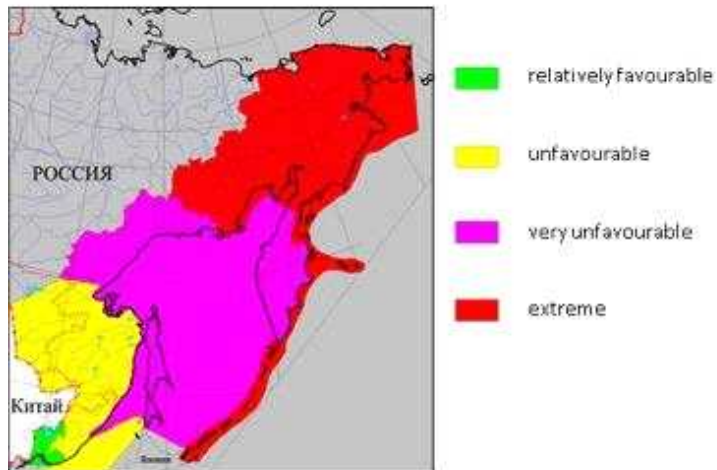 РОССИЯ
Китай
relatively favourable
unfavourable
very unfavourable
extreme